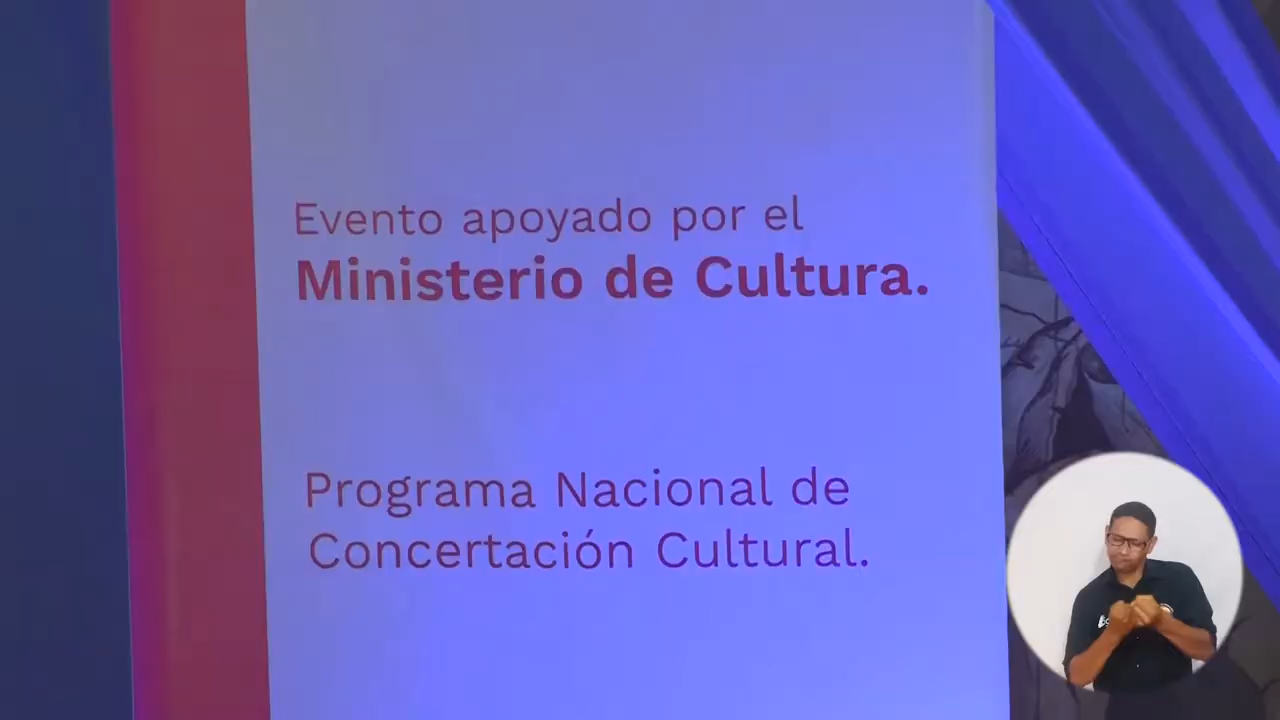 Evento apoyado por el
Ministerio de Cultura.
Programa Nacional de
Concertación Cultural.